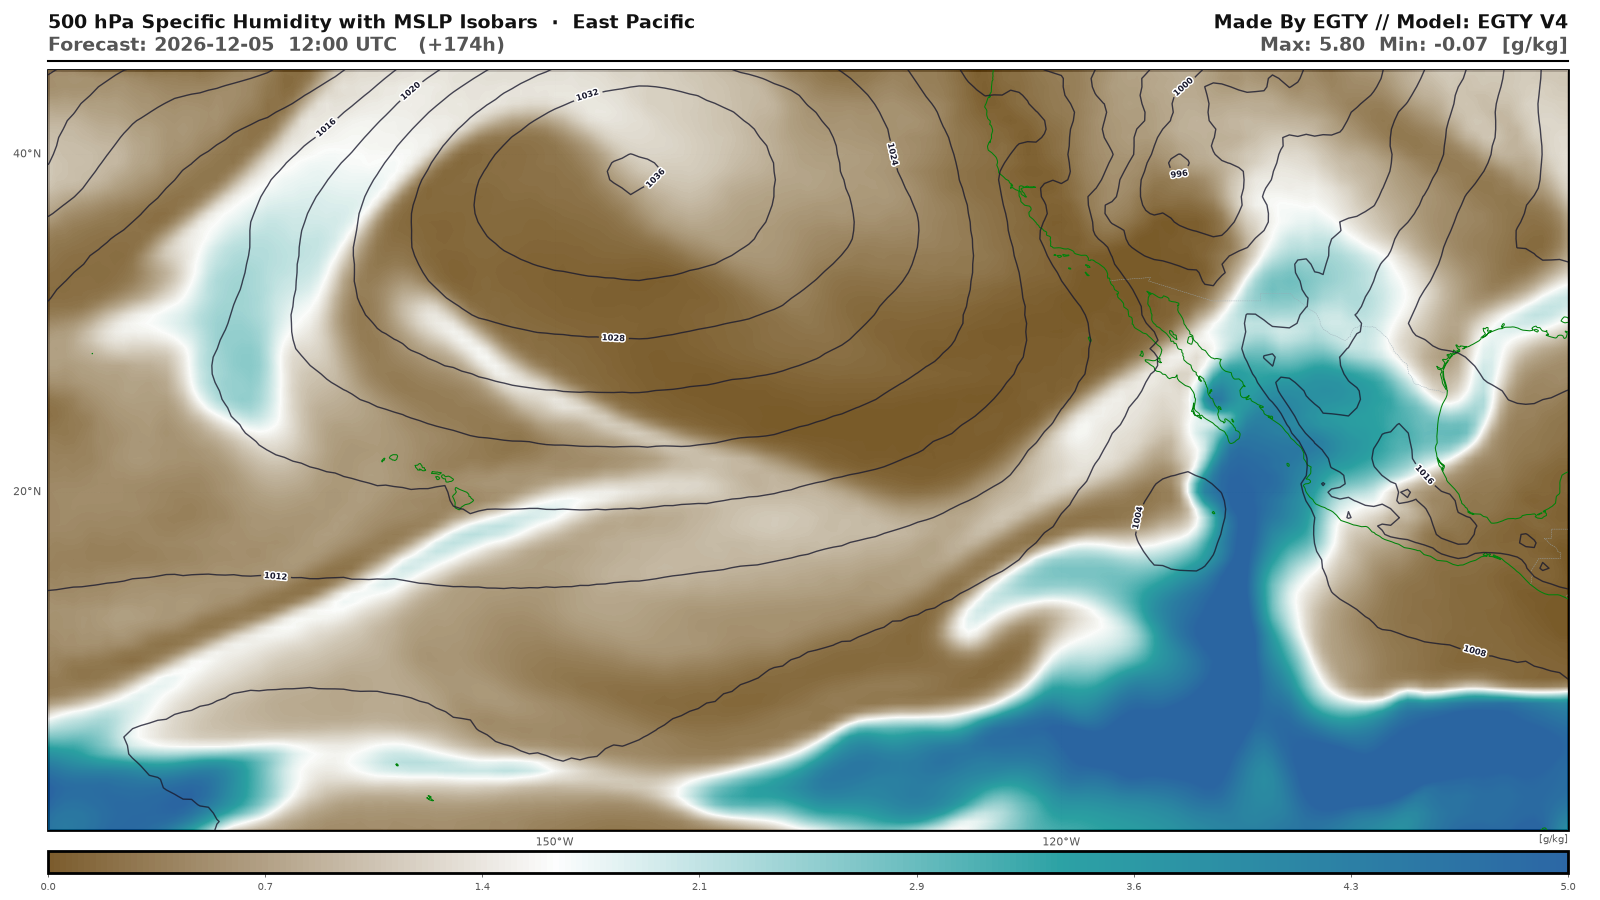 500 hPa Specific Humidity with MSLP Isobars · East Pacific
Made By EGTY // Model: EGTY V4
Forecast: 2026-12-05 12:00 UTC (+174h)
Max: 5.80 Min: -0.07 [g/kg]
1020
1032
1000
1016
1024
40°N
996
1036
1028
1016
20°N
1004
1012
1008
150°W
120°W
[g/kg]
0.0
0.7
1.4
2.1
2.9
3.6
4.3
5.0